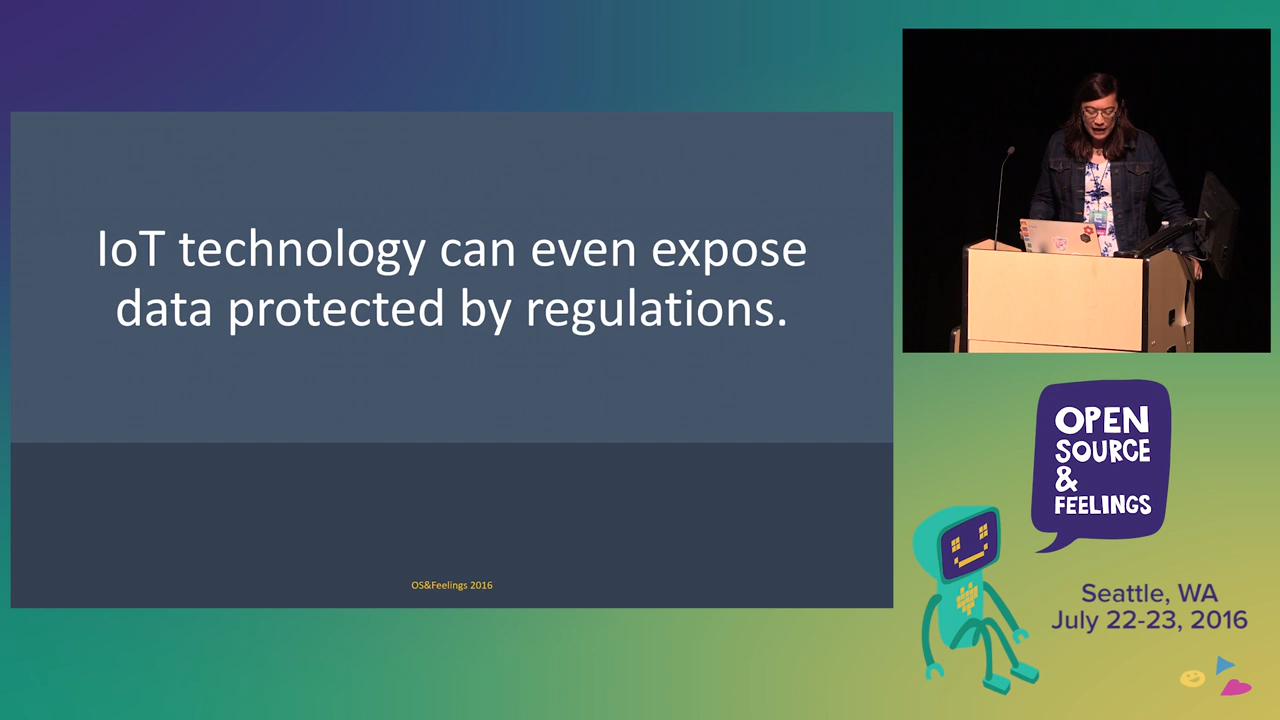 IoT technology can even expose
data protected by regulations.
OS&Feelings 2016
OPEN
SOURCE
&
FEELINGS
Seattle, WA
July 22-23, 2016